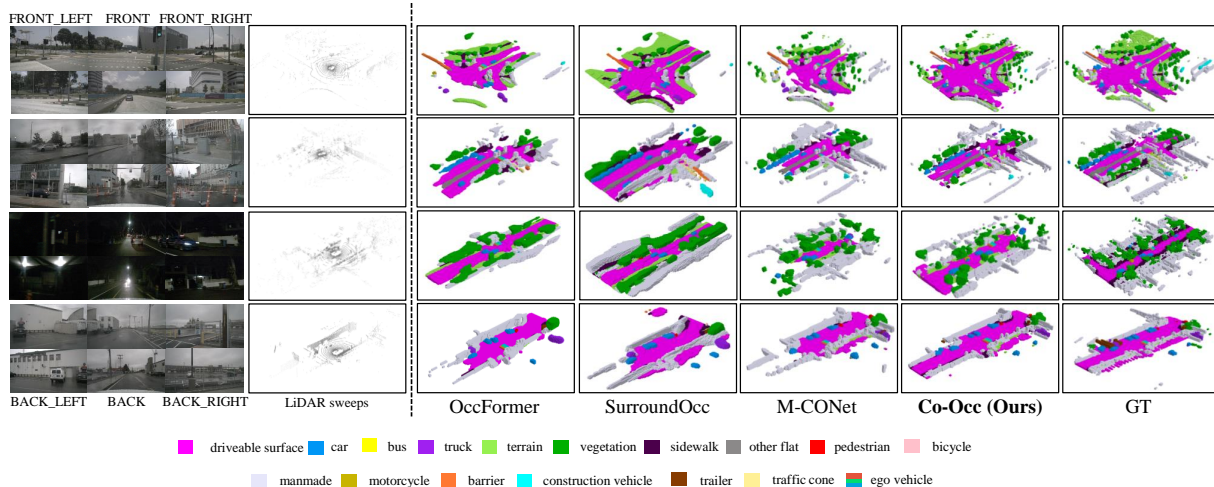 FRONT_LEFT FRONT FRONT_RIGHT
BACK_LEFT BACK BACK_RIGHT
LiDAR sweeps
OccFormer
SurroundOcc
M-CONet
Co-Occ (Ours)
GT
driveable surface car bus truck terrain vegetation sidewalk other flat pedestrian bicycle
manmade motorcycle barrier construction vehicle trailer traffic cone ego vehicle